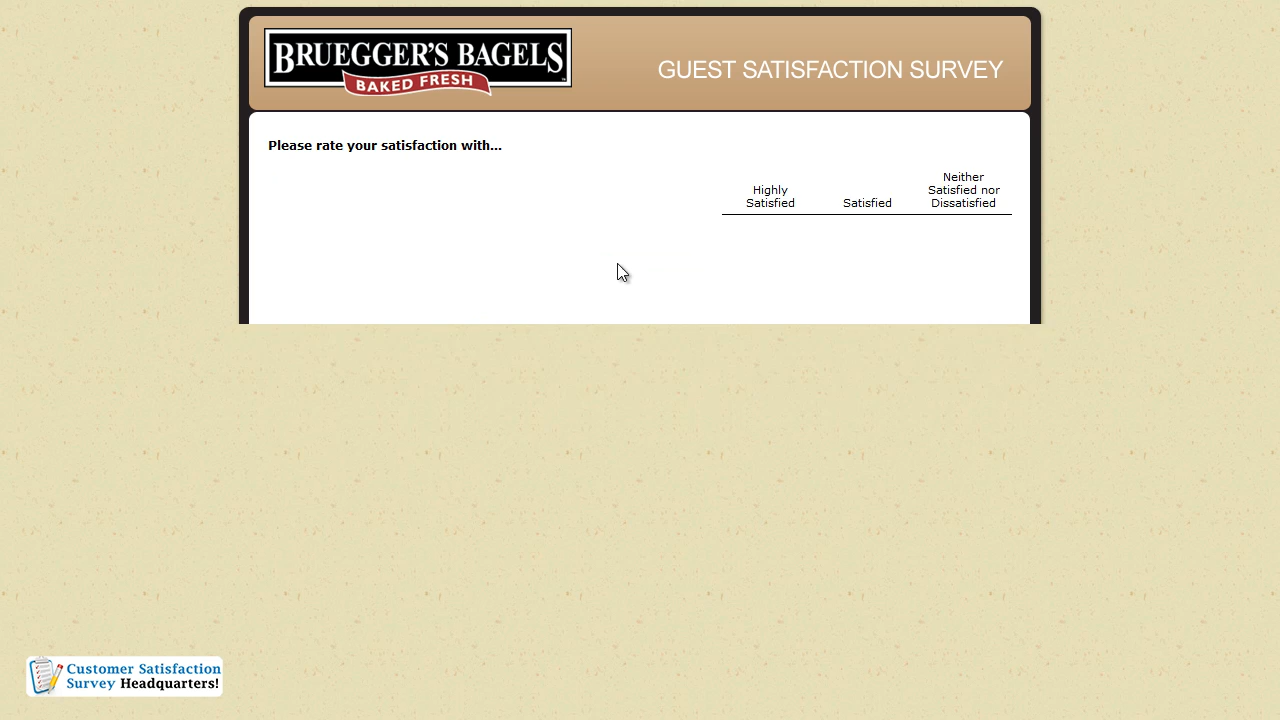 BRUEGGER'S BAGELS
BAKED FRESH
GUEST SATISFACTION SURVEY
Please rate your satisfaction with...
Highly
Satisfied
Satisfied
Neither
Satisfied nor
Dissatisfied
Customer Satisfaction
Survey Headquarters!